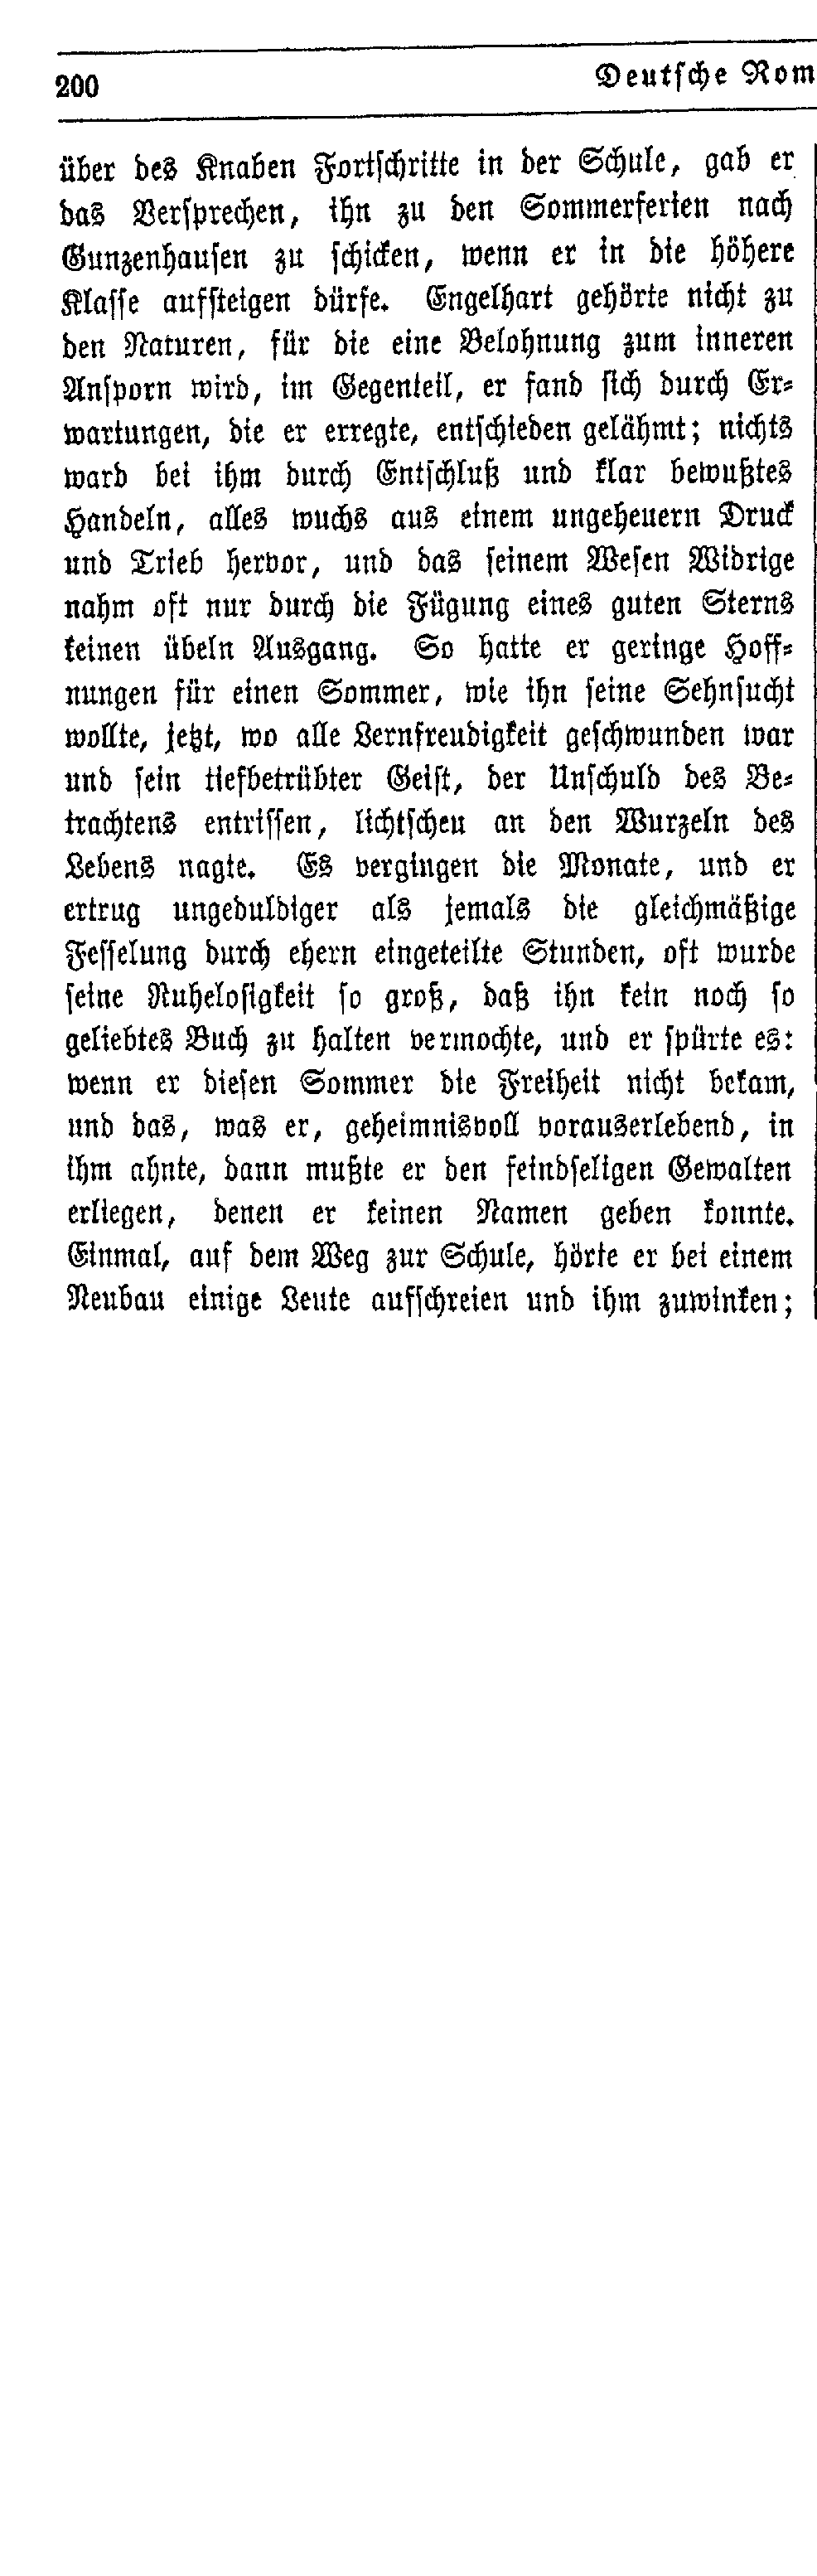 200
Deutsche Rom
über des Knaben Fortschritte in der Schule, gab er
das Versprechen, ihn zu den Sommerferien nach
Gunzenhausen zu schicken, wenn er in die höhere
Klasse aufsteigen dürfe. Engelhart gehörte nicht zu
den Naturen, für die eine Belohnung zum inneren
Ansporn wird, im Gegenteil, er fand sich durch Er-
wartungen, die er erregte, entschieden gelähmt; nichts
ward bei ihm durch Entschluß und klar bewußtes
Handeln, alles wuchs aus einem ungeheuern Druck
und Trieb hervor, und das seinem Wesen Widrige
nahm oft nur durch die Fügung eines guten Sterns
keinen übeln Ausgang. So hatte er geringe Hoff-
nungen für einen Sommer, wie ihn seine Sehnsucht
wollte, jetzt, wo alle Lernfreudigkeit geschwunden war
und sein tiefbetrübter Geist, der Unschuld des Be-
trachtens entrissen, lichtscheu an den Wurzeln des
Lebens nagte. Es vergingen die Monate, und er
ertrug ungeduldiger als jemals die gleichmäßige
Fesselung durch ehern eingeteilte Stunden, oft wurde
seine Ruhelosigkeit so groß, daß ihn kein noch so
geliebtes Buch zu halten vermochte, und er spürte es:
wenn er diesen Sommer die Freiheit nicht bekam,
und das, was er, geheimnisvoll vorauserlebend, in
ihm ahnte, dann mußte er den feindseligen Gewalten
erliegen, denen er keinen Namen geben konnte.
Einmal, auf dem Weg zur Schule, hörte er bei einem
Neubau einige Leute aufschreien und ihm zuwinken;